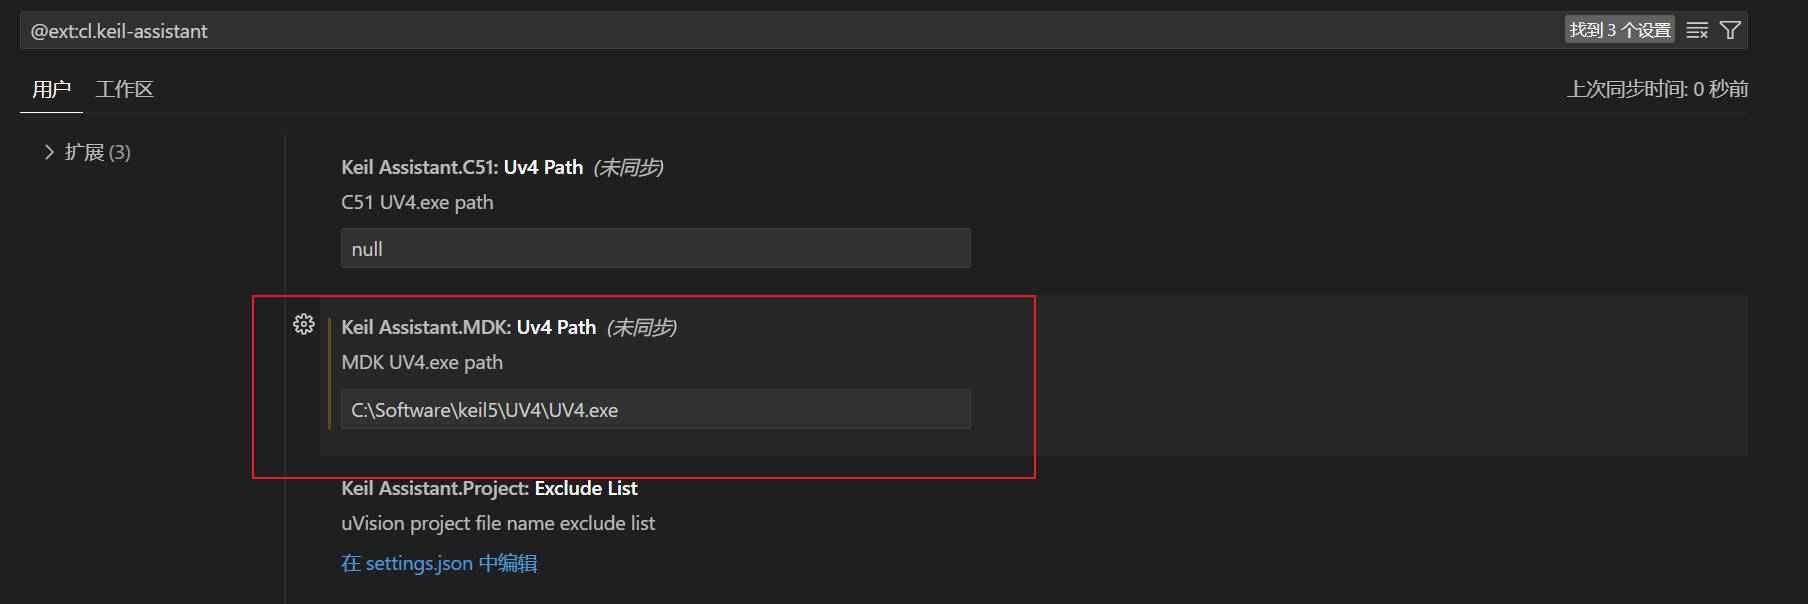 @ext:cl.keil-assistant
找到 3 个设置
用户 工作区
上次同步时间: 0 秒前
扩展 (3)
Keil Assistant.C51: Uv4 Path (未同步)
C51 UV4.exe path
null
Keil Assistant.MDK: Uv4 Path (未同步)
MDK UV4.exe path
C:\Software\keil5\UV4\UV4.exe
Keil Assistant.Project: Exclude List
uVision project file name exclude list
在 settings.json 中编辑